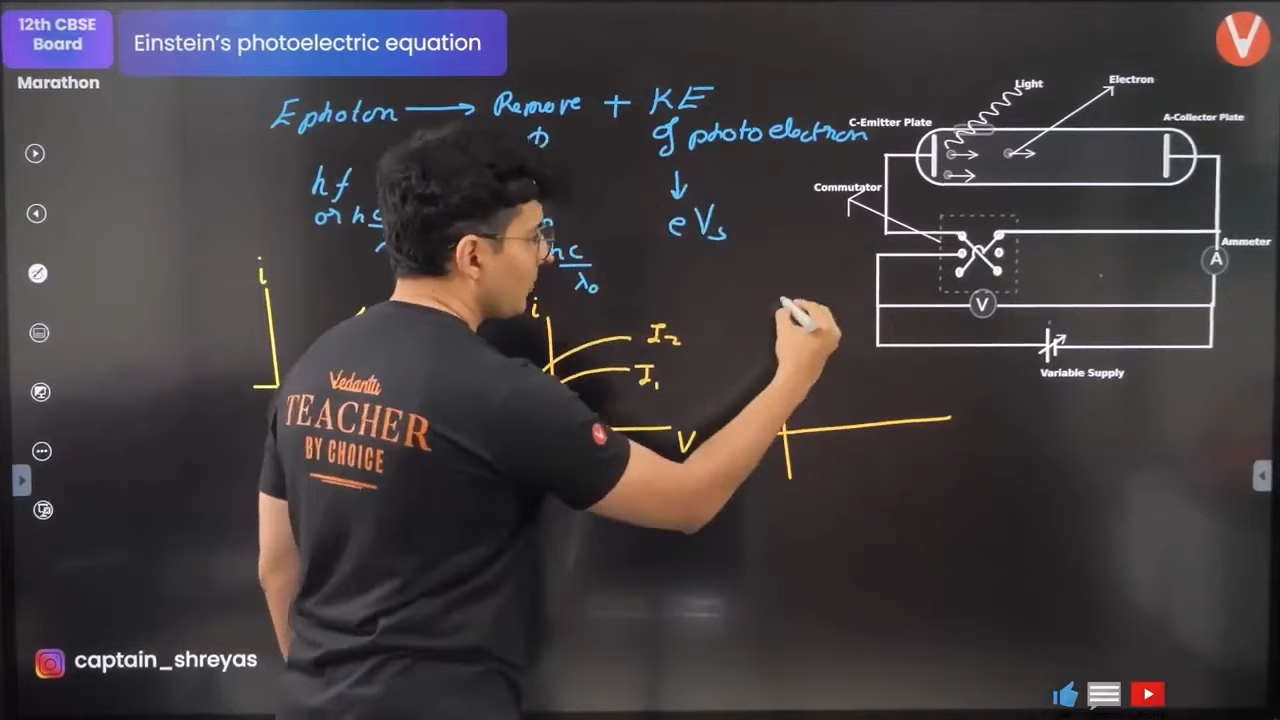 12th CBSE
Board
Marathon
Einstein's photoelectric equation
E photon → Remove + KE
of photoelectron
hf
or hc
eVs
hc
λ₀
i
i
I₂
I₁
V
Light
Electron
C-Emitter Plate
A-Collector Plate
Commutator
Ammeter
A
V
Variable Supply
Vedantu
TEACHER
BY CHOICE
captain_shreyas